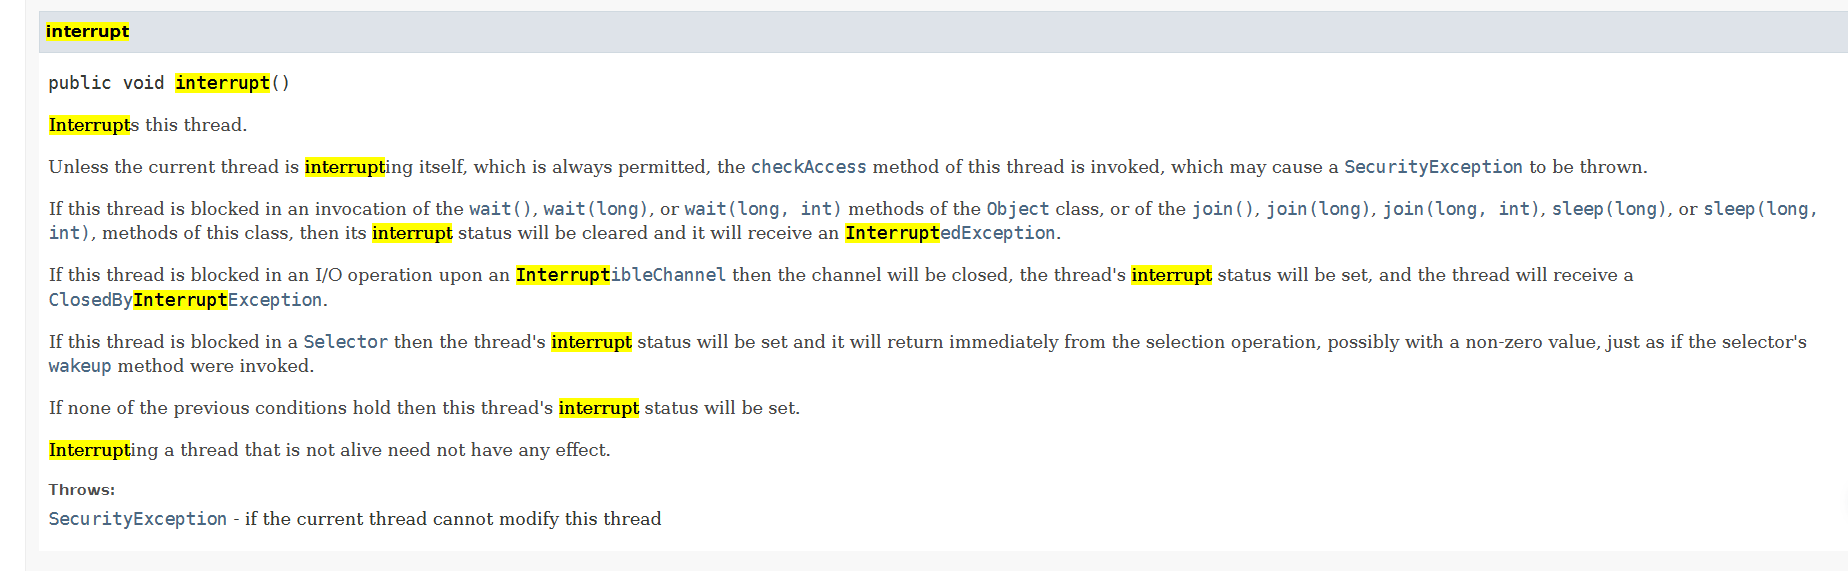 interrupt
public void interrupt()
Interrupts this thread.
Unless the current thread is interrupting itself, which is always permitted, the checkAccess method of this thread is invoked, which may cause a SecurityException to be thrown.
If this thread is blocked in an invocation of the wait(), wait(long), or wait(long, int) methods of the Object class, or of the join(), join(long), join(long, int), sleep(long), or sleep(long,
int), methods of this class, then its interrupt status will be cleared and it will receive an InterruptedException.
If this thread is blocked in an I/O operation upon an InterruptibleChannel then the channel will be closed, the thread's interrupt status will be set, and the thread will receive a
ClosedByInterruptException.
If this thread is blocked in a Selector then the thread's interrupt status will be set and it will return immediately from the selection operation, possibly with a non-zero value, just as if the selector's
wakeup method were invoked.
If none of the previous conditions hold then this thread's interrupt status will be set.
Interrupting a thread that is not alive need not have any effect.
Throws:
SecurityException - if the current thread cannot modify this thread